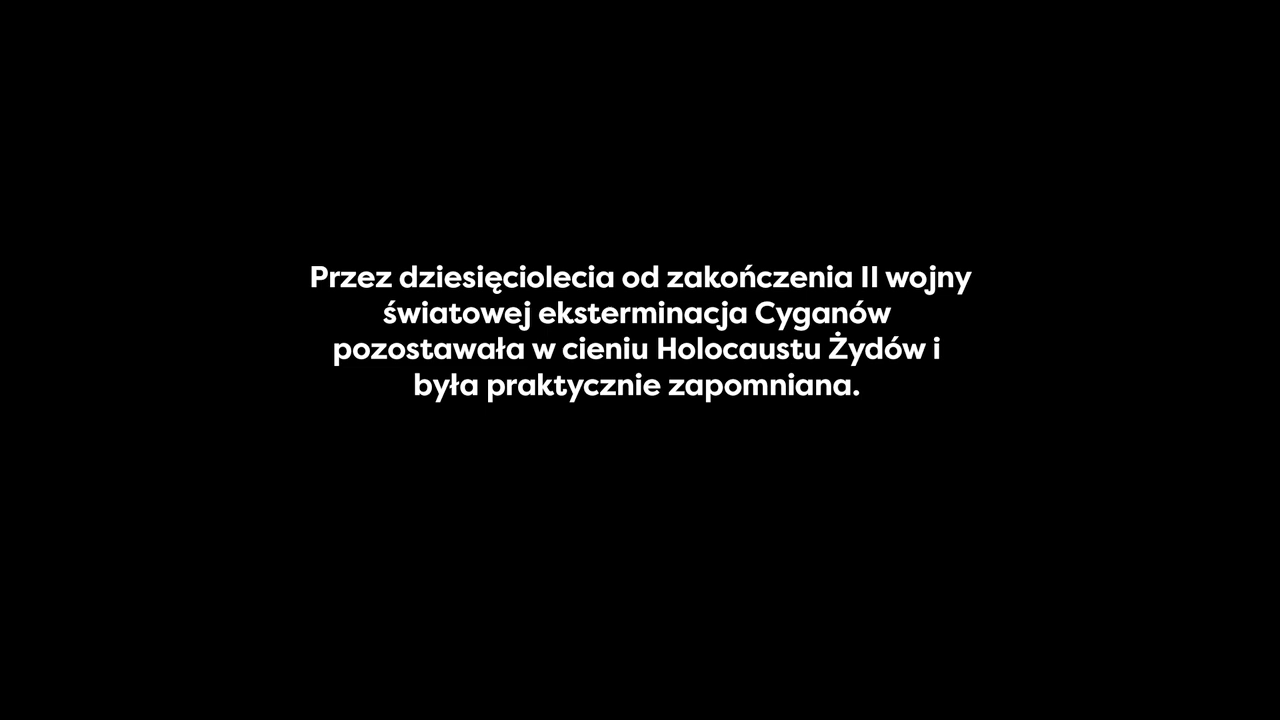 Przez dziesięciolecia od zakończenia II wojny
światowej eksterminacja Cyganów
pozostawała w cieniu Holocaustu Żydów i
była praktycznie zapomniana.